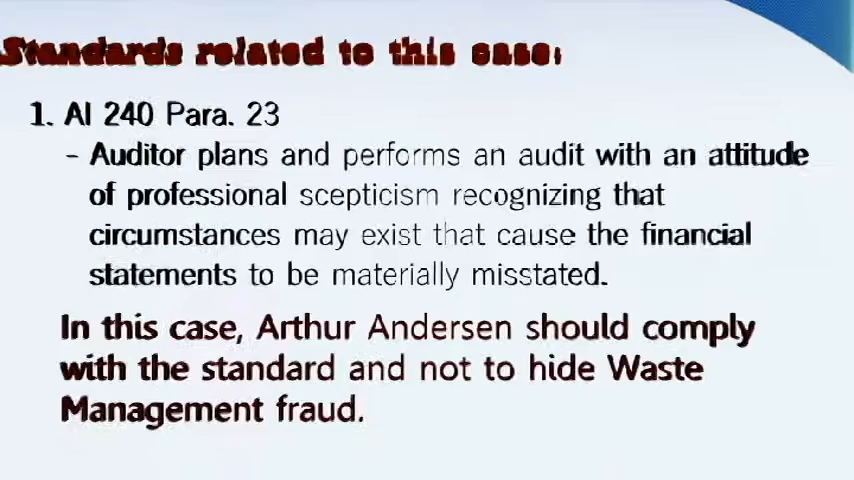 Standards related to this case:
1. AI 240 Para. 23
- Auditor plans and performs an audit with an attitude
of professional scepticism recognizing that
circumstances may exist that cause the financial
statements to be materially misstated.
In this case, Arthur Andersen should comply
with the standard and not to hide Waste
Management fraud.